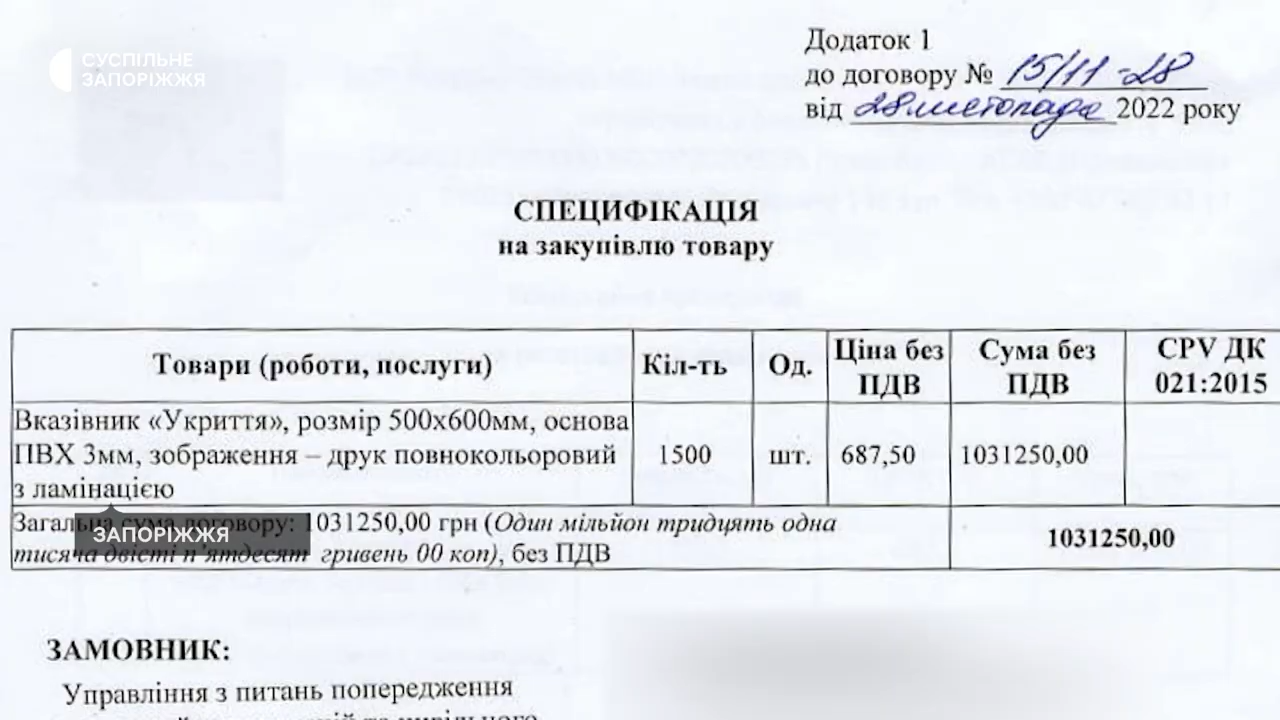 СУСПІЛЬНЕ
ЗАПОРІЖЖЯ
Додаток 1
до договору № 15/11-28
від 28 листопада 2022 року
СПЕЦИФІКАЦІЯ
на закупівлю товару
Товари (роботи, послуги) Кіл-ть Од. Ціна без ПДВ Сума без ПДВ CPV ДК 021:2015
Вказівник «Укриття», розмір 500х600мм, основа
ПВХ 3мм, зображення – друк повнокольоровий 1500 шт. 687,50 1031250,00
з ламінацією
Загальна сума договору: 1031250,00 грн (Один мільйон тридцять одна
тисяча двісті п’ятдесят гривень 00 коп), без ПДВ 1031250,00
ЗАПОРІЖЖЯ
ЗАМОВНИК:
Управління з питань попередження